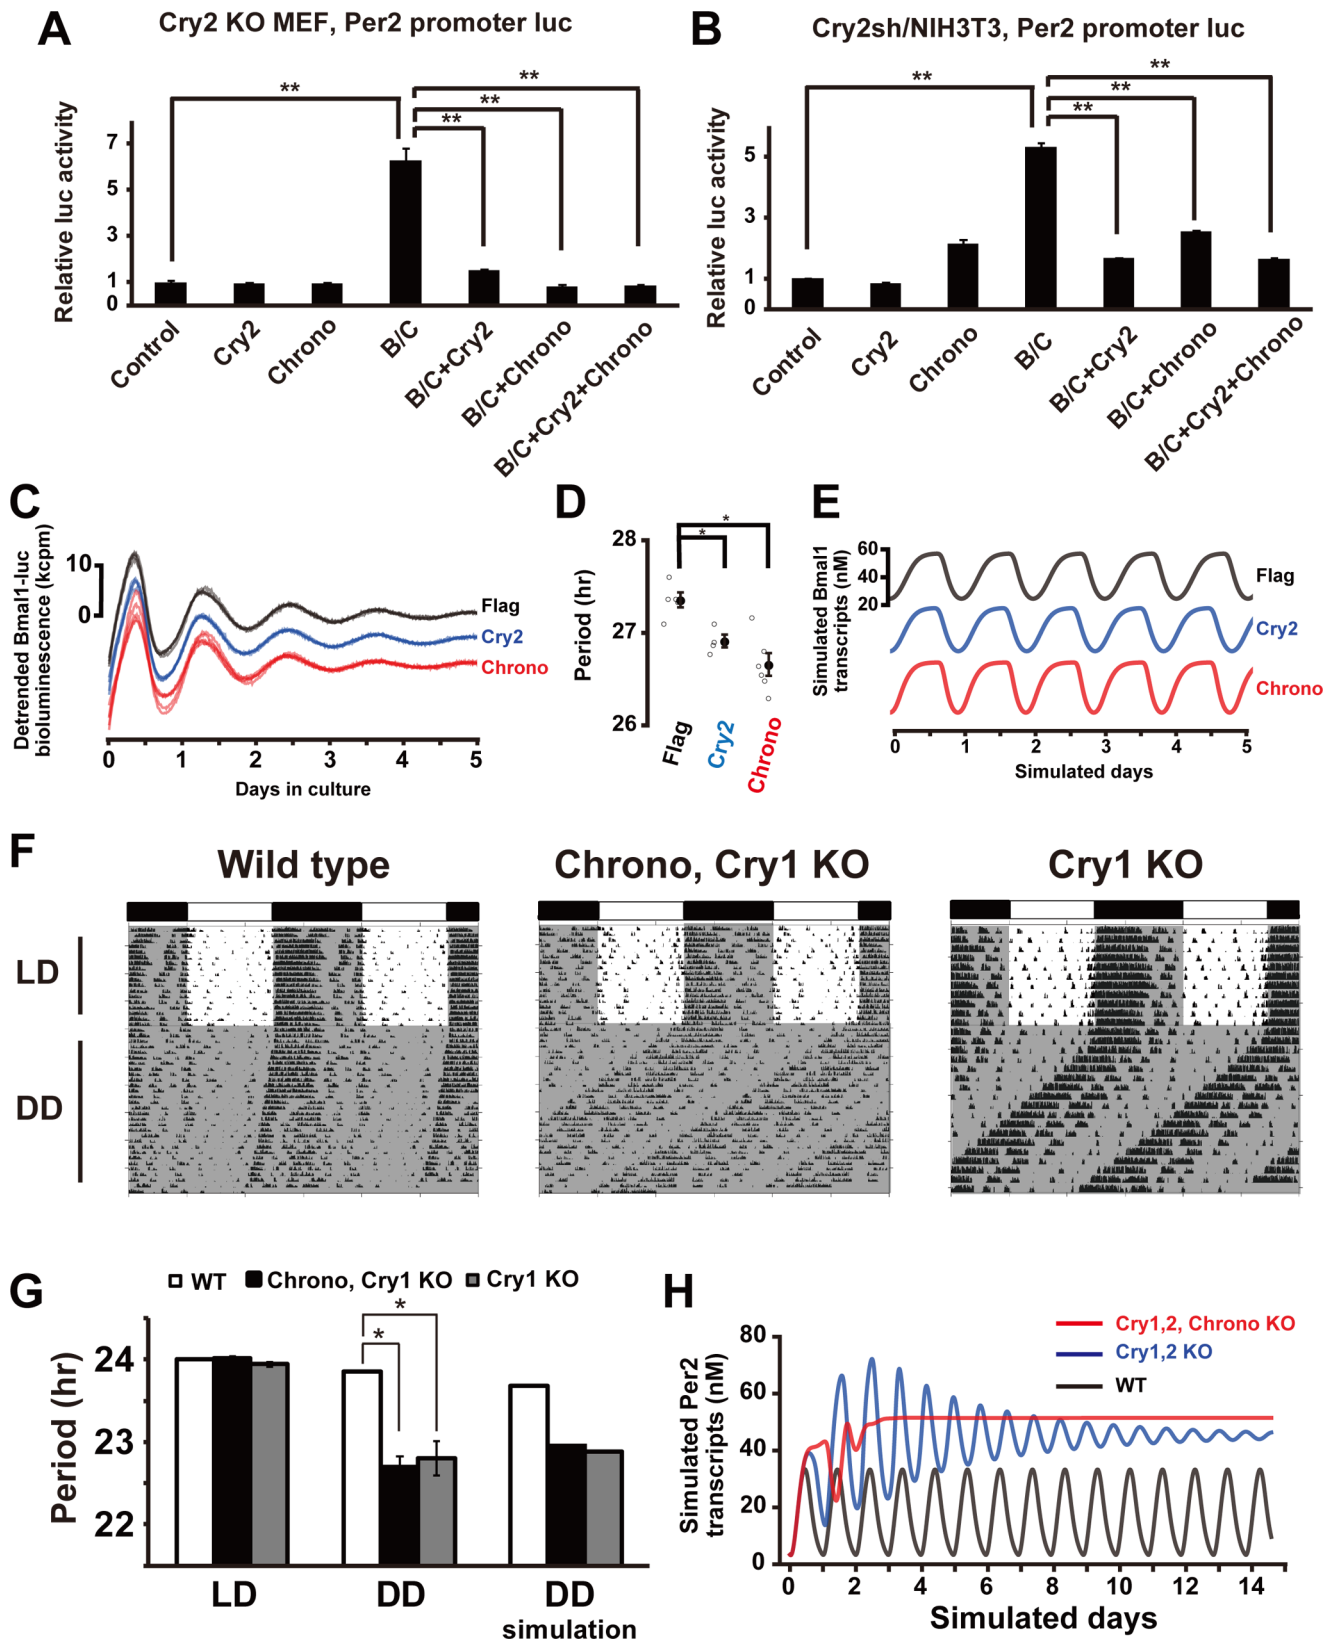 A
Cry2 KO MEF, Per2 promoter luc
Relative luc activity
7
5
3
1
0
**
**
**
**
Control
Cry2
Chrono
B/C
B/C+Cry2
B/C+Chrono
B/C+Cry2+Chrono
B
Cry2sh/NIH3T3, Per2 promoter luc
Relative luc activity
5
3
1
0
**
**
**
**
Control
Cry2
Chrono
B/C
B/C+Cry2
B/C+Chrono
B/C+Cry2+Chrono
C
Detrended Bmal1-luc
bioluminescence (kcpm)
10
0
Flag
Cry2
Chrono
0 1 2 3 4 5
Days in culture
D
Period (hr)
28
27
26
*
*
Flag
Cry2
Chrono
E
Simulated Bmal1
transcripts (nM)
60
40
20
Flag
Cry2
Chrono
0 1 2 3 4 5
Simulated days
F
Wild type
Chrono, Cry1 KO
Cry1 KO
LD
DD
G
WT Chrono, Cry1 KO Cry1 KO
Period (hr)
24
23
22
*
*
LD
DD
DD
simulation
H
Simulated Per2
transcripts (nM)
80
60
40
20
0
Cry1,2, Chrono KO
Cry1,2 KO
WT
0 2 4 6 8 10 12 14
Simulated days